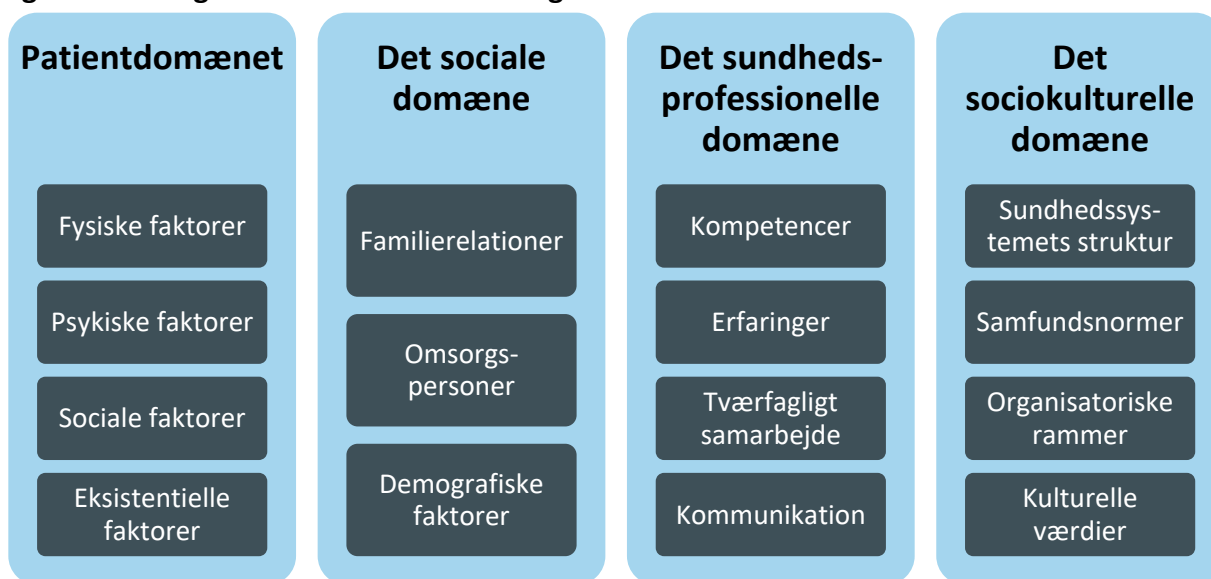 Patientdomænet
Fysiske faktorer
Psykiske faktorer
Sociale faktorer
Eksistentielle
faktorer
Det sociale
domæne
Familierelationer
Omsorgs-
personer
Demografiske
faktorer
Det sundheds-
professionelle
domæne
Kompetencer
Erfaringer
Tværfagligt
samarbejde
Kommunikation
Det
sociokulturelle
domæne
Sundhedssys-
temets struktur
Samfundsnormer
Organisatoriske
rammer
Kulturelle
værdier